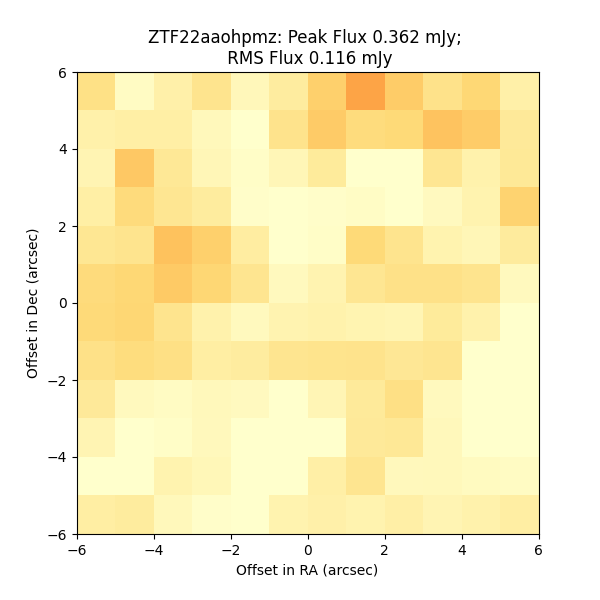 ZTF22aaohpmz: Peak Flux 0.362 mJy;
RMS Flux 0.116 mJy
6
4
2
0
−2
−4
−6
Offset in Dec (arcsec)
−6 −4 −2 0 2 4 6
Offset in RA (arcsec)